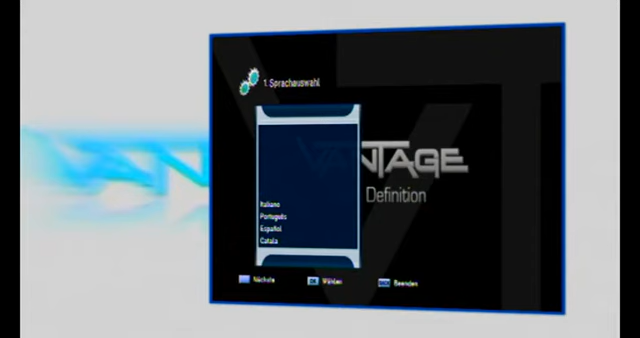 1. Sprachauswahl
Italiano
Português
Español
Català
VANTAGE
Definition
Nächste
OK Wählen
Beenden